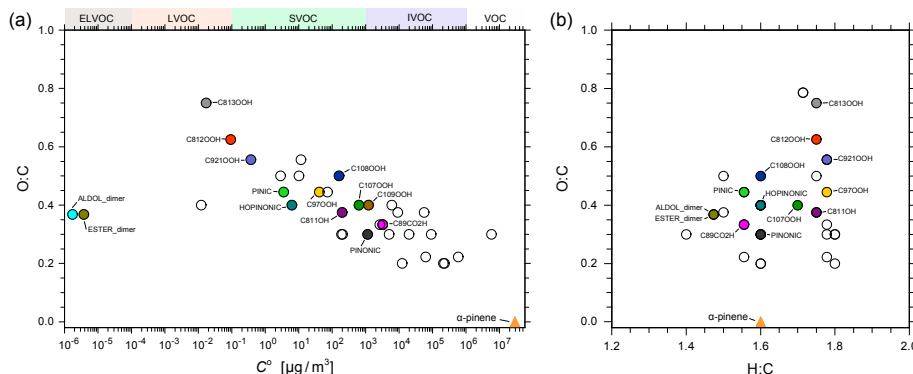 (a)
ELVOC LVOC SVOC IVOC VOC
1.0
0.8
0.6
0.4
0.2
0.0
O:C
C813OOH
C812OOH
C921OOH
C108OOH
PINIC
C107OOH
C109OOH
ALDOL_dimer
HOPINONIC
C97OOH
ESTER_dimer
C811OH
C89CO2H
PINONIC
α-pinene
10⁻⁶ 10⁻⁵ 10⁻⁴ 10⁻³ 10⁻² 10⁻¹ 10⁰ 10¹ 10² 10³ 10⁴ 10⁵ 10⁶ 10⁷
C° [µg/m³]
(b)
1.0
0.8
0.6
0.4
0.2
0.0
O:C
C813OOH
C812OOH
C921OOH
C108OOH
PINIC
C97OOH
HOPINONIC
ALDOL_dimer
ESTER_dimer
C811OH
C107OOH
C89CO2H
PINONIC
α-pinene
1.2 1.4 1.6 1.8 2.0
H:C